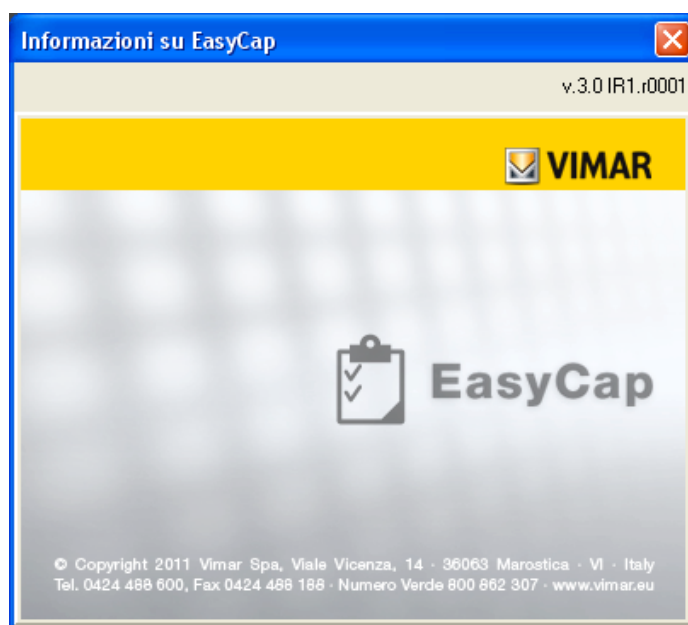 Informazioni su EasyCap
v.3.0 IR1.r0001
VIMAR
EasyCap
© Copyright 2011 Vimar Spa, Viale Vicenza, 14 - 36063 Marostica - VI - Italy
Tel. 0424 488 600, Fax 0424 488 188 - Numero Verde 800 862 307 - www.vimar.eu